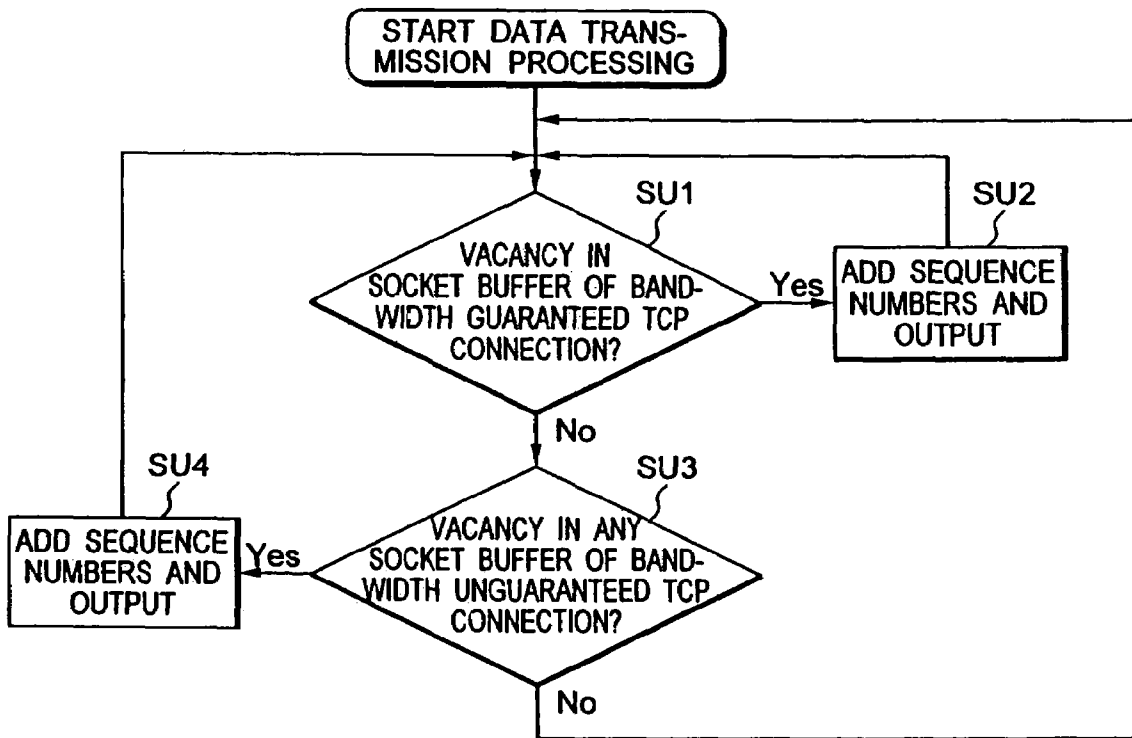 START DATA TRANS-
MISSION PROCESSING
SU1
VACANCY IN
SOCKET BUFFER OF BAND-
WIDTH GUARANTEED TCP
CONNECTION?
Yes
SU2
ADD SEQUENCE
NUMBERS AND
OUTPUT
No
SU3
VACANCY IN ANY
SOCKET BUFFER OF BAND-
WIDTH UNGUARANTEED TCP
CONNECTION?
Yes
SU4
ADD SEQUENCE
NUMBERS AND
OUTPUT
No